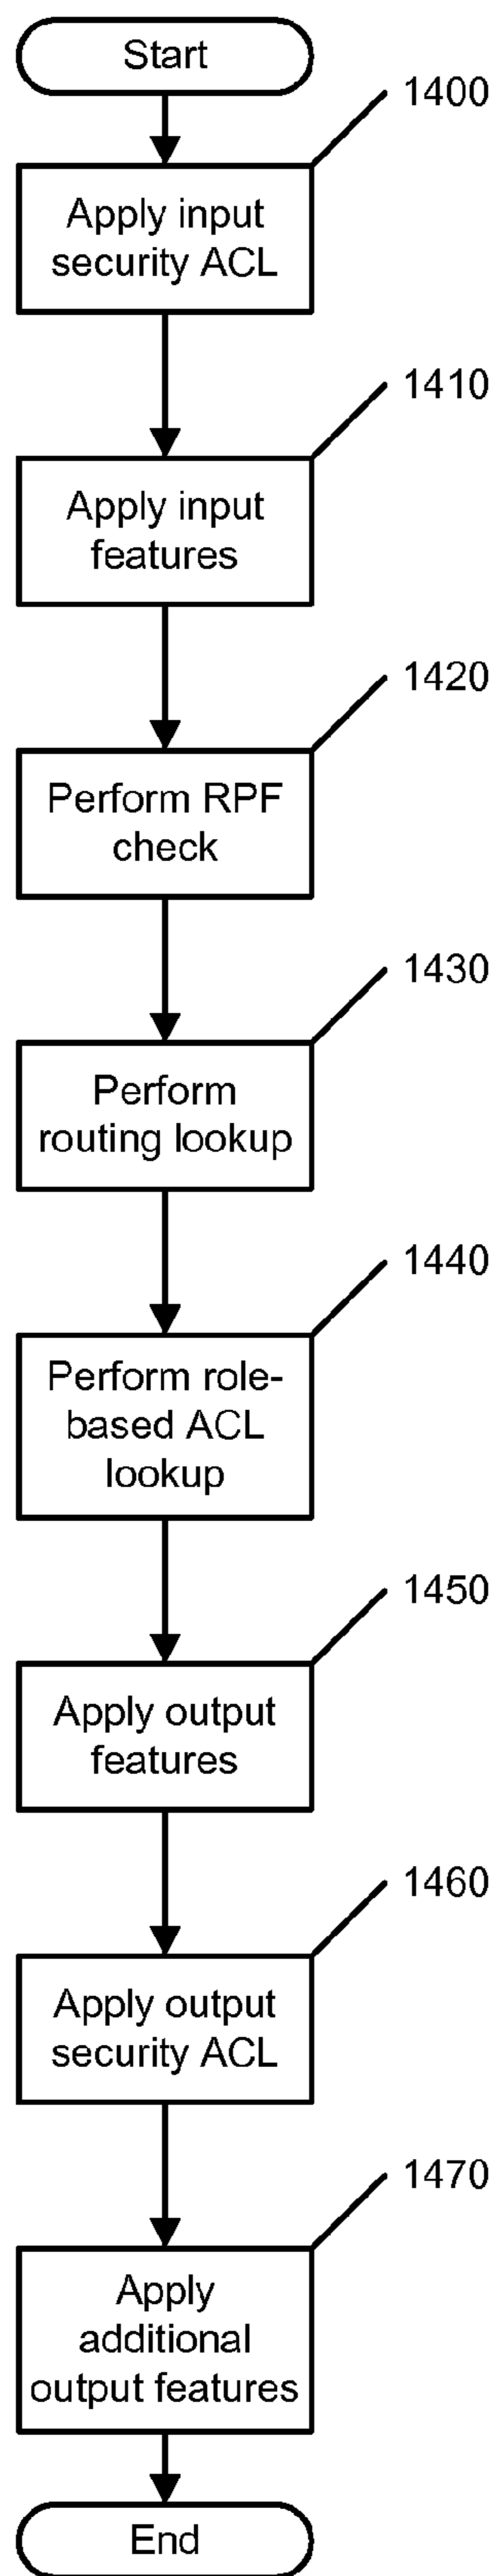 Start
1400
Apply input
security ACL
1410
Apply input
features
1420
Perform RPF
check
1430
Perform
routing lookup
1440
Perform role-
based ACL
lookup
1450
Apply output
features
1460
Apply output
security ACL
1470
Apply
additional
output features
End